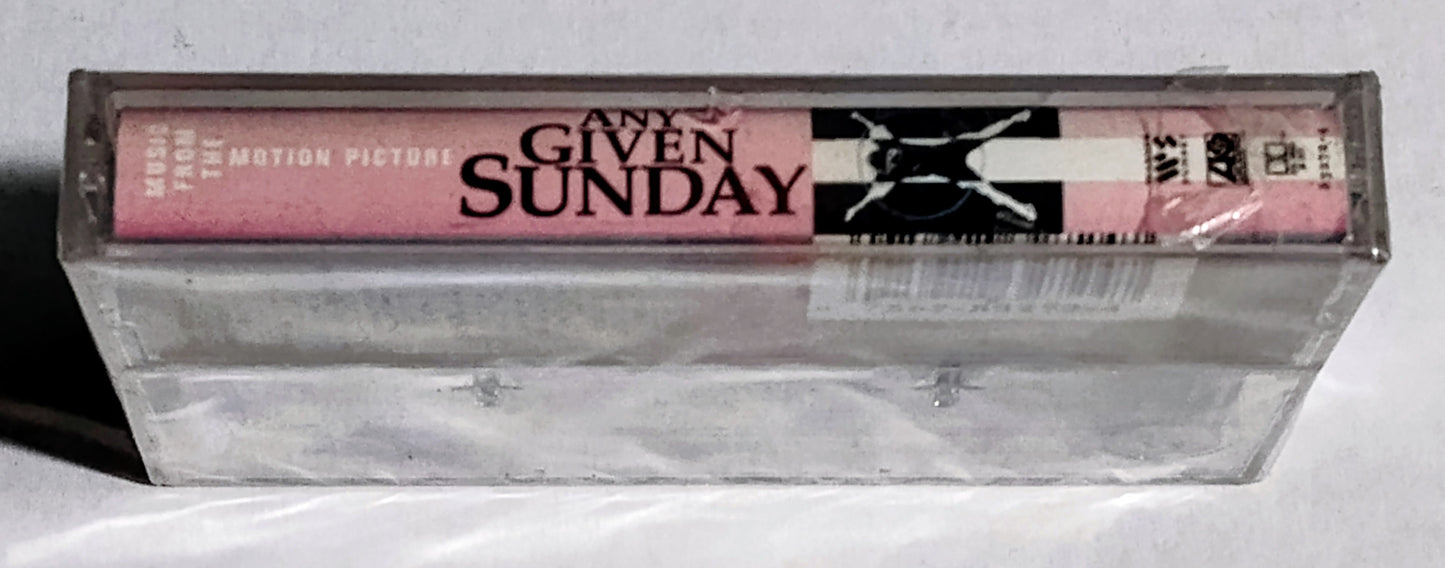 MUSIC
FROM
THE
MOTION PICTURE
ANY
GIVEN
SUNDAY